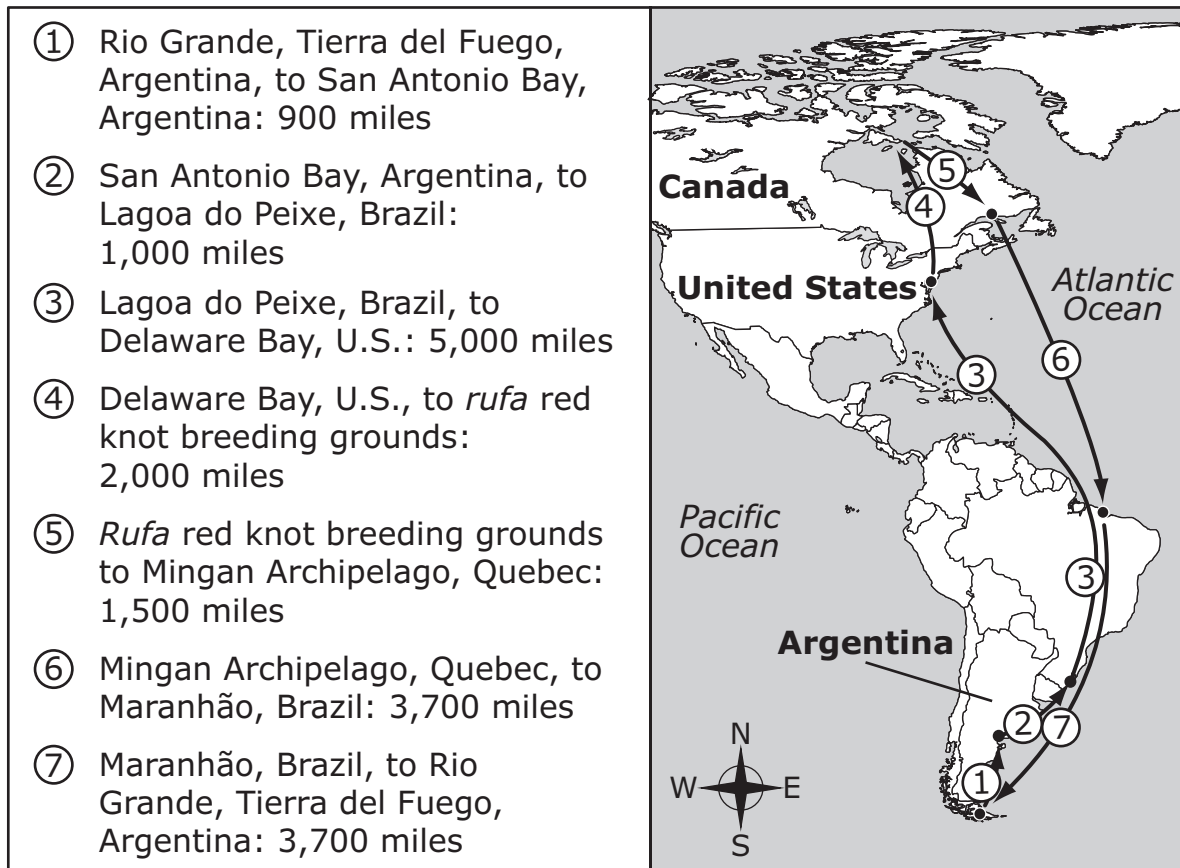 ① Rio Grande, Tierra del Fuego,
Argentina, to San Antonio Bay,
Argentina: 900 miles
② San Antonio Bay, Argentina, to
Lagoa do Peixe, Brazil:
1,000 miles
③ Lagoa do Peixe, Brazil, to
Delaware Bay, U.S.: 5,000 miles
④ Delaware Bay, U.S., to rufa red
knot breeding grounds:
2,000 miles
⑤ Rufa red knot breeding grounds
to Mingan Archipelago, Quebec:
1,500 miles
⑥ Mingan Archipelago, Quebec, to
Maranhão, Brazil: 3,700 miles
⑦ Maranhão, Brazil, to Rio
Grande, Tierra del Fuego,
Argentina: 3,700 miles
⑤
Canada
④
United States
Atlantic
Ocean
⑥
③
Pacific
Ocean
③
Argentina
②
⑦
①
N
W
E
S